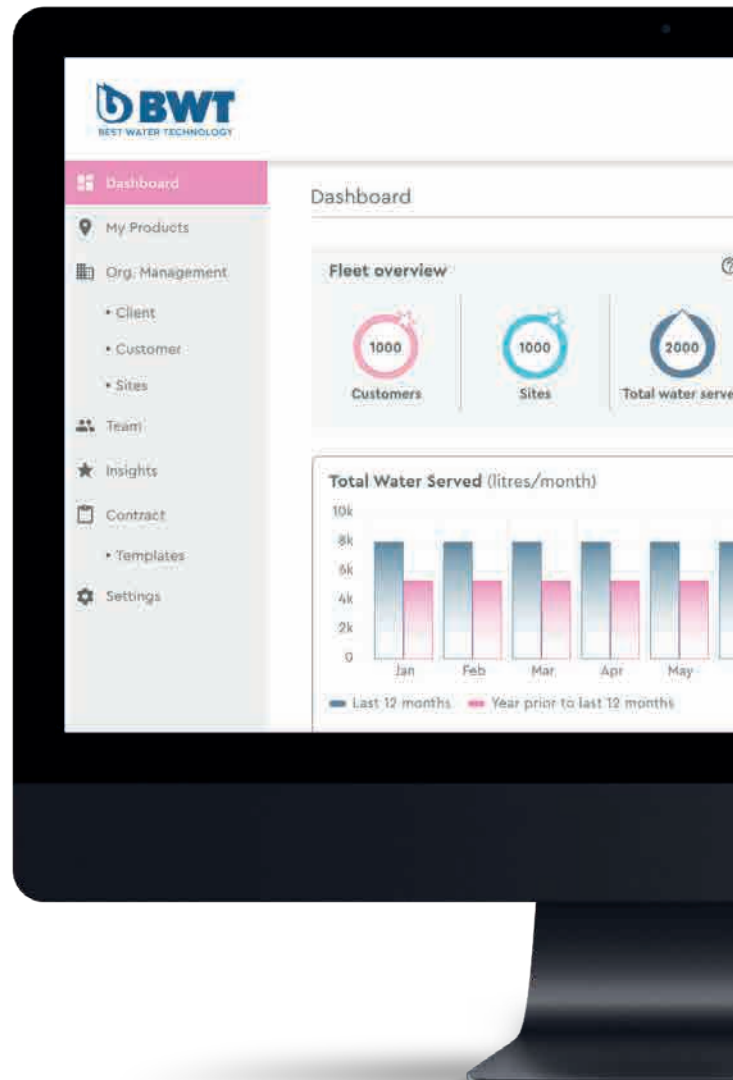 BWT
BEST WATER TECHNOLOGY
Dashboard
My Products
Org. Management
• Client
• Customer
• Sites
Team
Insights
Contract
• Templates
Settings
Dashboard
Fleet overview
1000
Customers
1000
Sites
2000
Total water serve
Total Water Served (litres/month)
10k
8k
6k
4k
2k
0
Jan Feb Mar Apr May
Last 12 months Year prior to last 12 months